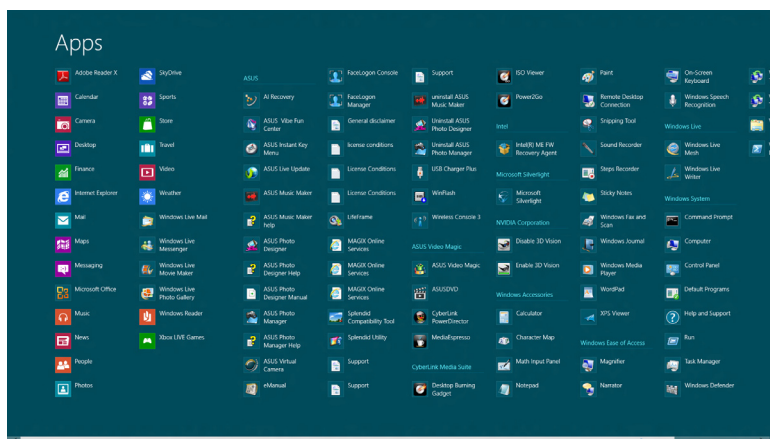 Apps
Adobe Reader X
Calendar
Camera
Desktop
Finance
Internet Explorer
Mail
Maps
Messaging
Microsoft Office
Music
News
People
Photos
SkyDrive
Sports
Store
Travel
Video
Weather
Windows Live Mail
Windows Live
Messenger
Windows Live
Movie Maker
Windows Live
Photo Gallery
Windows Reader
Xbox LIVE Games
ASUS
AI Recovery
ASUS Vibe Fun
Center
ASUS Instant Key
Menu
ASUS Live Update
ASUS Music Maker
ASUS Music Maker
help
ASUS Photo
Designer
ASUS Photo
Designer Help
ASUS Photo
Designer Manual
ASUS Photo
Manager
ASUS Photo
Manager Help
ASUS Virtual
Camera
eManual
FaceLogon Console
FaceLogon
Manager
General disclaimer
license conditions
License Conditions
License Conditions
LifeFrame
MAGIX Online
Services
MAGIX Online
Services
MAGIX Online
Services
Splendid
Compatibility Tool
Splendid Utility
Support
Support
Support
uninstall ASUS
Music Maker
Uninstall ASUS
Photo Designer
Uninstall ASUS
Photo Manager
USB Charger Plus
WinFlash
Wireless Console 3
ASUS Video Magic
ASUS Video Magic
ASUSDVD
CyberLink
PowerDirector
MediaEspresso
CyberLink Media Suite
Desktop Burning
Gadget
ISO Viewer
Power2Go
Intel
Intel(R) ME FW
Recovery Agent
Microsoft Silverlight
Microsoft
Silverlight
NVIDIA Corporation
Disable 3D Vision
Enable 3D Vision
Windows Accessories
Calculator
Character Map
Math Input Panel
Notepad
Paint
Remote Desktop
Connection
Snipping Tool
Sound Recorder
Steps Recorder
Sticky Notes
Windows Fax and
Scan
Windows Journal
Windows Media
Player
WordPad
XPS Viewer
Windows Ease of Access
Magnifier
Narrator
On-Screen
Keyboard
Windows Speech
Recognition
Windows Live
Windows Live
Mesh
Windows Live
Writer
Windows System
Command Prompt
Computer
Control Panel
Default Programs
Help and Support
Run
Task Manager
Windows Defender